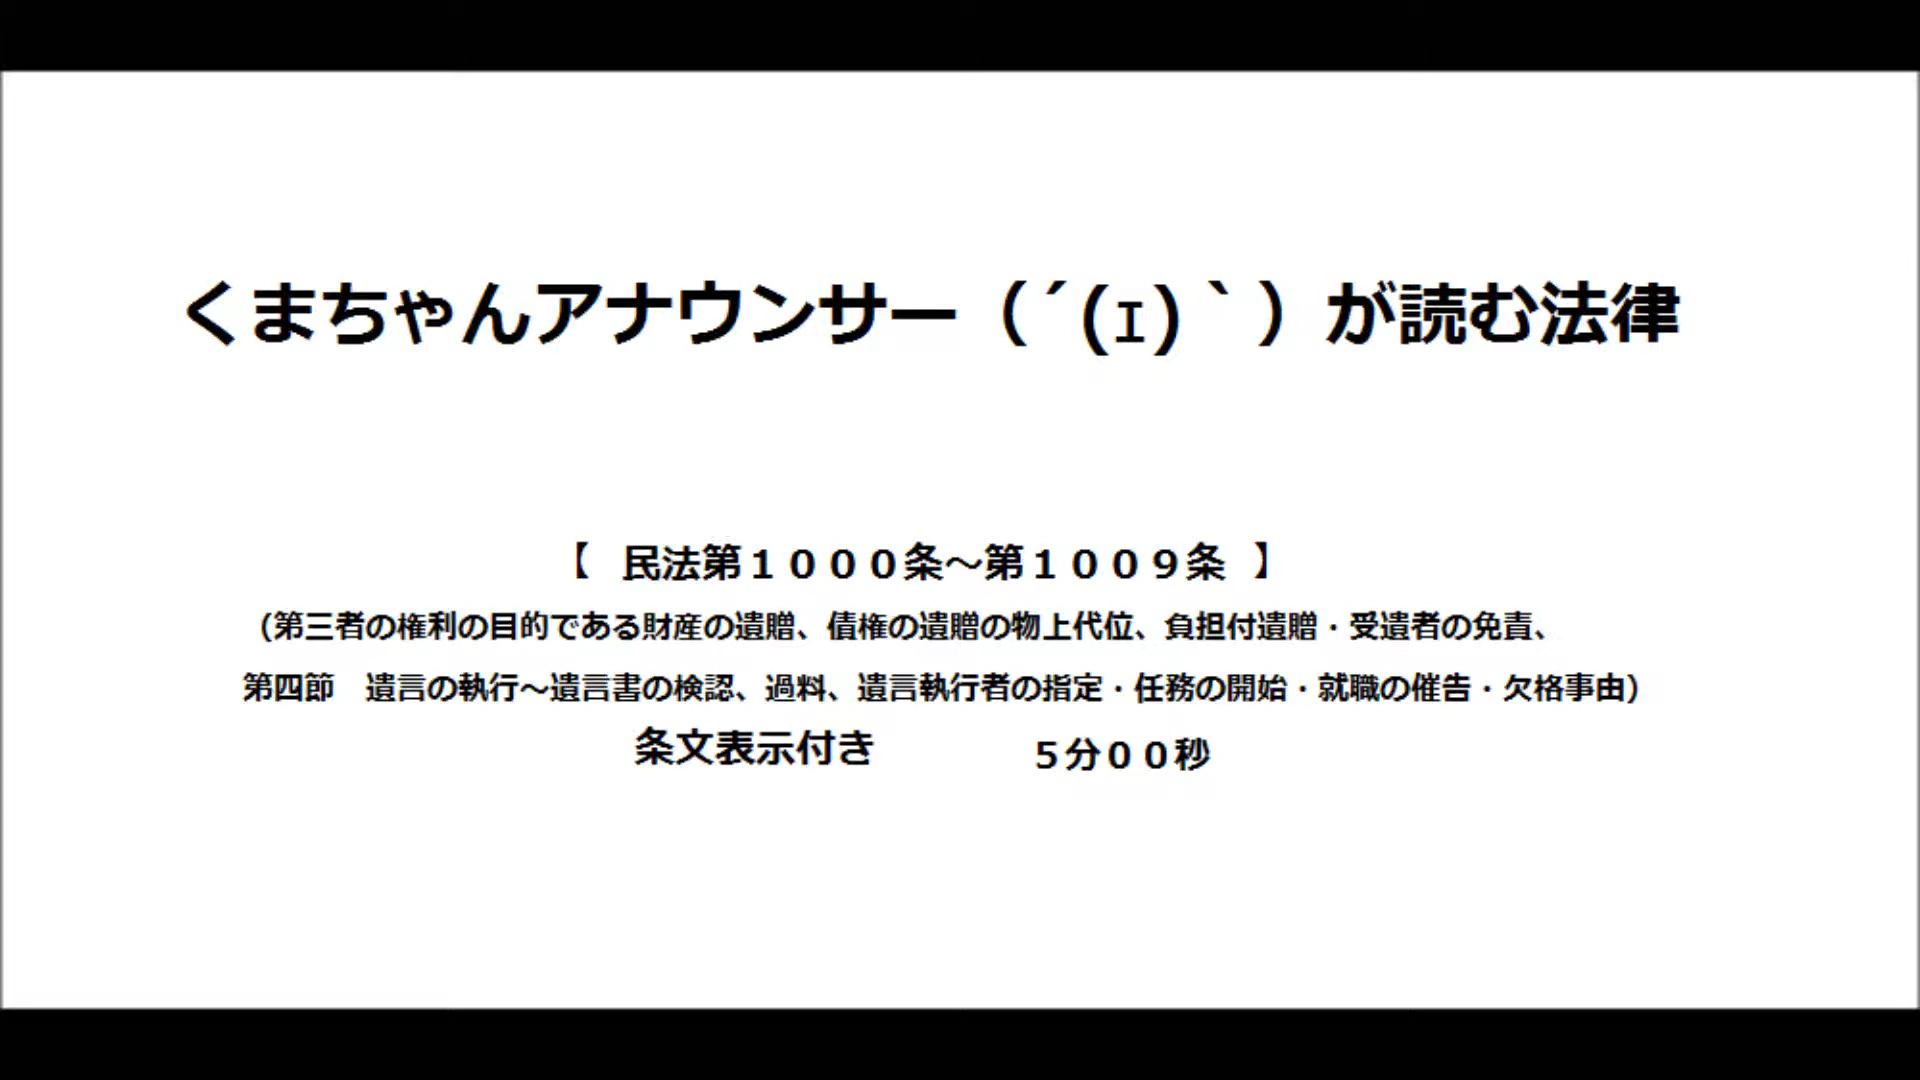 くまちゃんアナウンサー（´(ｪ)｀）が読む法律
【　民法第１０００条～第１００９条　】
(第三者の権利の目的である財産の遺贈、債権の遺贈の物上代位、負担付遺贈・受遺者の免責、
第四節　遺言の執行～遺言書の検認、過料、遺言執行者の指定・任務の開始・就職の催告・欠格事由)
条文表示付き　　　　５分００秒